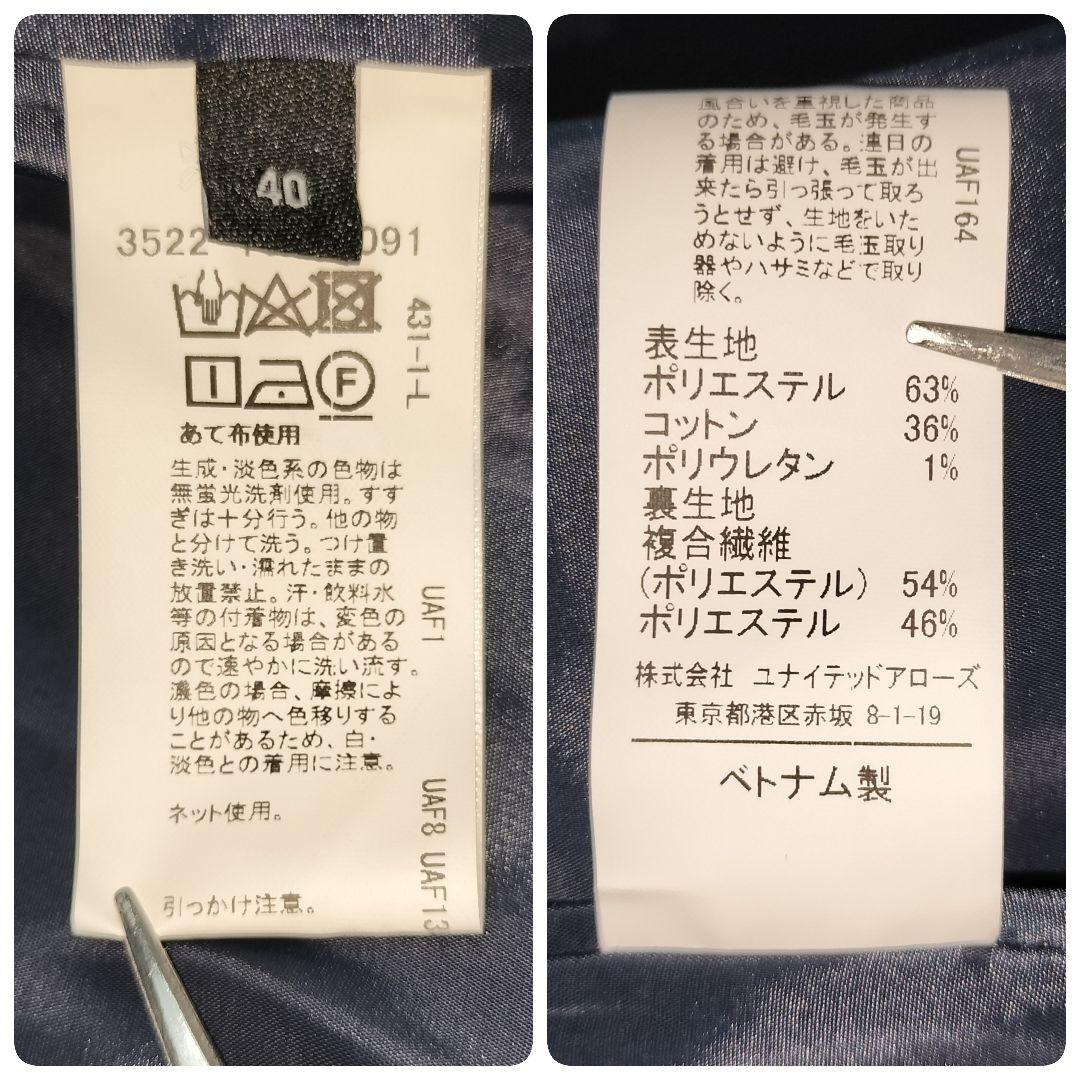 40
3522
091
431-1-L
F
あて布使用
生成・淡色系の色物は
無蛍光洗剤使用。すす
ぎは十分行う。他の物
と分けて洗う。つけ置
き洗い・濡れたままの
放置禁止。汗・飲料水
等の付着物は、変色の
原因となる場合がある
ので速やかに洗い流す。
濃色の場合、摩擦によ
り他の物へ色移りする
ことがあるため、白・
淡色との着用に注意。
ネット使用。
引っかけ注意。
UAF1
UAF8 UAF13
風合いを重視した商品
のため、毛玉が発生す
る場合がある。連日の
着用は避け、毛玉が出
来たら引っ張って取ろ
うとせず、生地をいた
めないように毛玉取り
器やハサミなどで取り
除く。
UAF164
表生地
ポリエステル 63%
コットン 36%
ポリウレタン 1%
裏生地
複合繊維
(ポリエステル) 54%
ポリエステル 46%
株式会社 ユナイテッドアローズ
東京都港区赤坂 8-1-19
ベトナム製